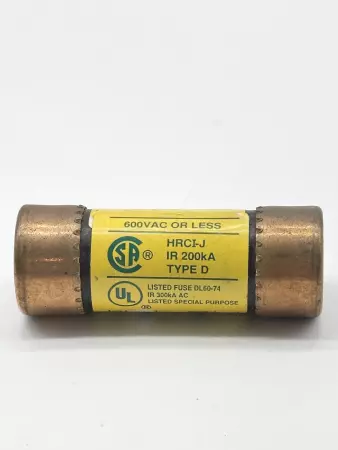 600VAC OR LESS
SA ®
HRCI-J
IR 200kA
TYPE D
UL
LISTED FUSE DL60-74
IR 300kA AC
LISTED SPECIAL PURPOSE